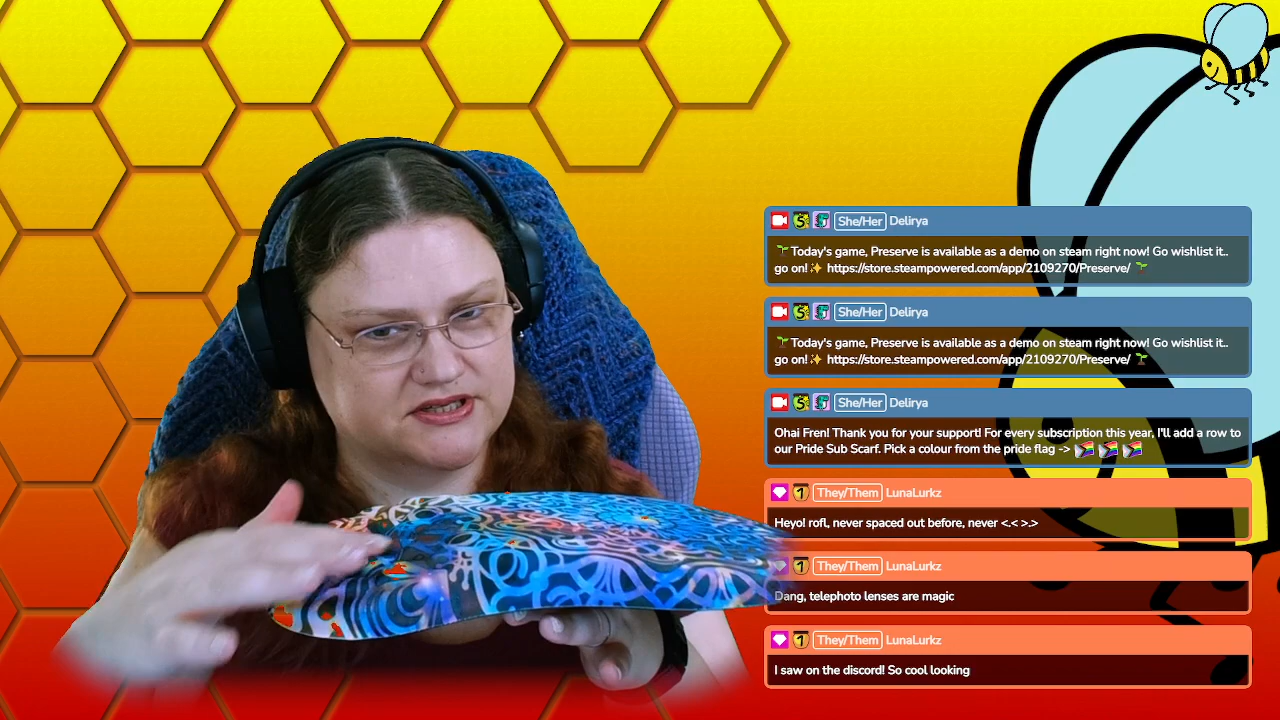 She/Her Delirya
Today's game, Preserve is available as a demo on steam right now! Go wishlist it..
go on! https://store.steampowered.com/app/2109270/Preserve/
She/Her Delirya
Today's game, Preserve is available as a demo on steam right now! Go wishlist it..
go on! https://store.steampowered.com/app/2109270/Preserve/
She/Her Delirya
Ohai Fren! Thank you for your support! For every subscription this year, I'll add a row to
our Pride Sub Scarf. Pick a colour from the pride flag ->
1 They/Them LunaLurkz
Heyo! rofl, never spaced out before, never <.< >.>
1 They/Them LunaLurkz
Dang, telephoto lenses are magic
1 They/Them LunaLurkz
I saw on the discord! So cool looking